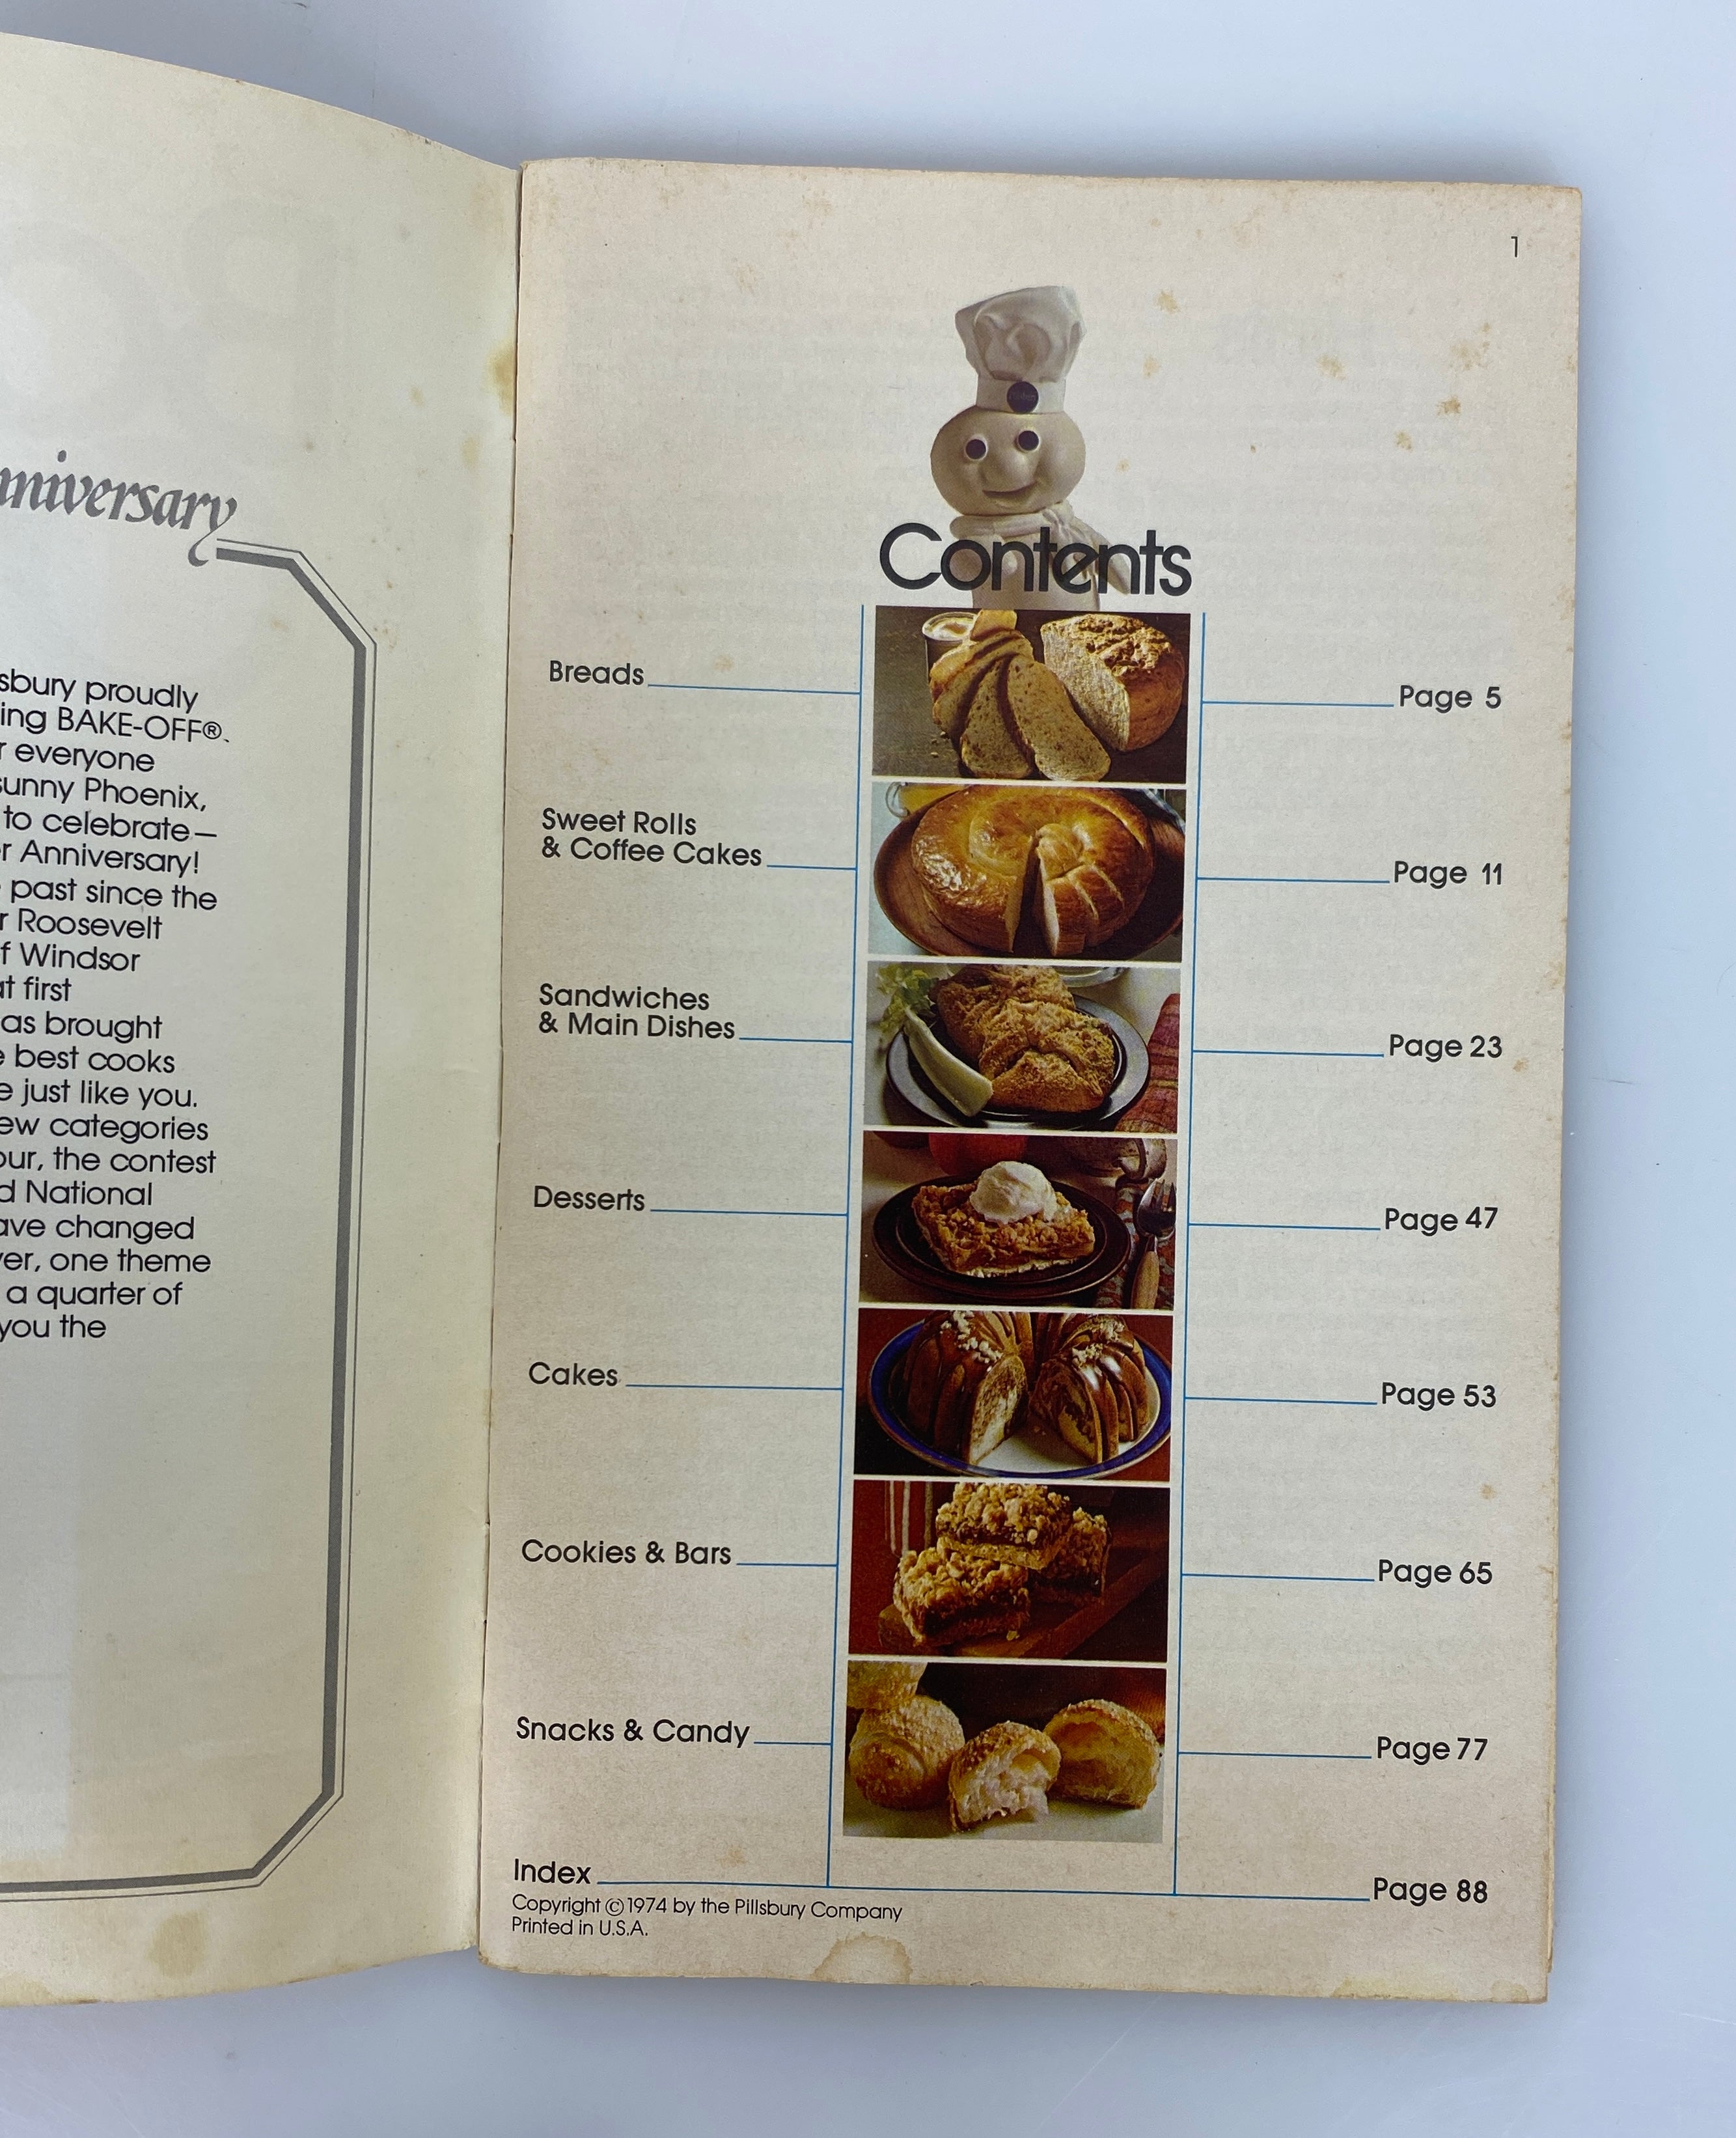 nniversary
sbury proudly
ing BAKE-OFF®.
r everyone
sunny Phoenix,
to celebrate—
r Anniversary!
past since the
r Roosevelt
f Windsor
at first
as brought
e best cooks
e just like you.
ew categories
our, the contest
d National
ave changed
ver, one theme
a quarter of
you the
1
Contents
Breads Page 5
Sweet Rolls
& Coffee Cakes Page 11
Sandwiches
& Main Dishes Page 23
Desserts Page 47
Cakes Page 53
Cookies & Bars Page 65
Snacks & Candy Page 77
Index Page 88
Copyright ©1974 by the Pillsbury Company
Printed in U.S.A.